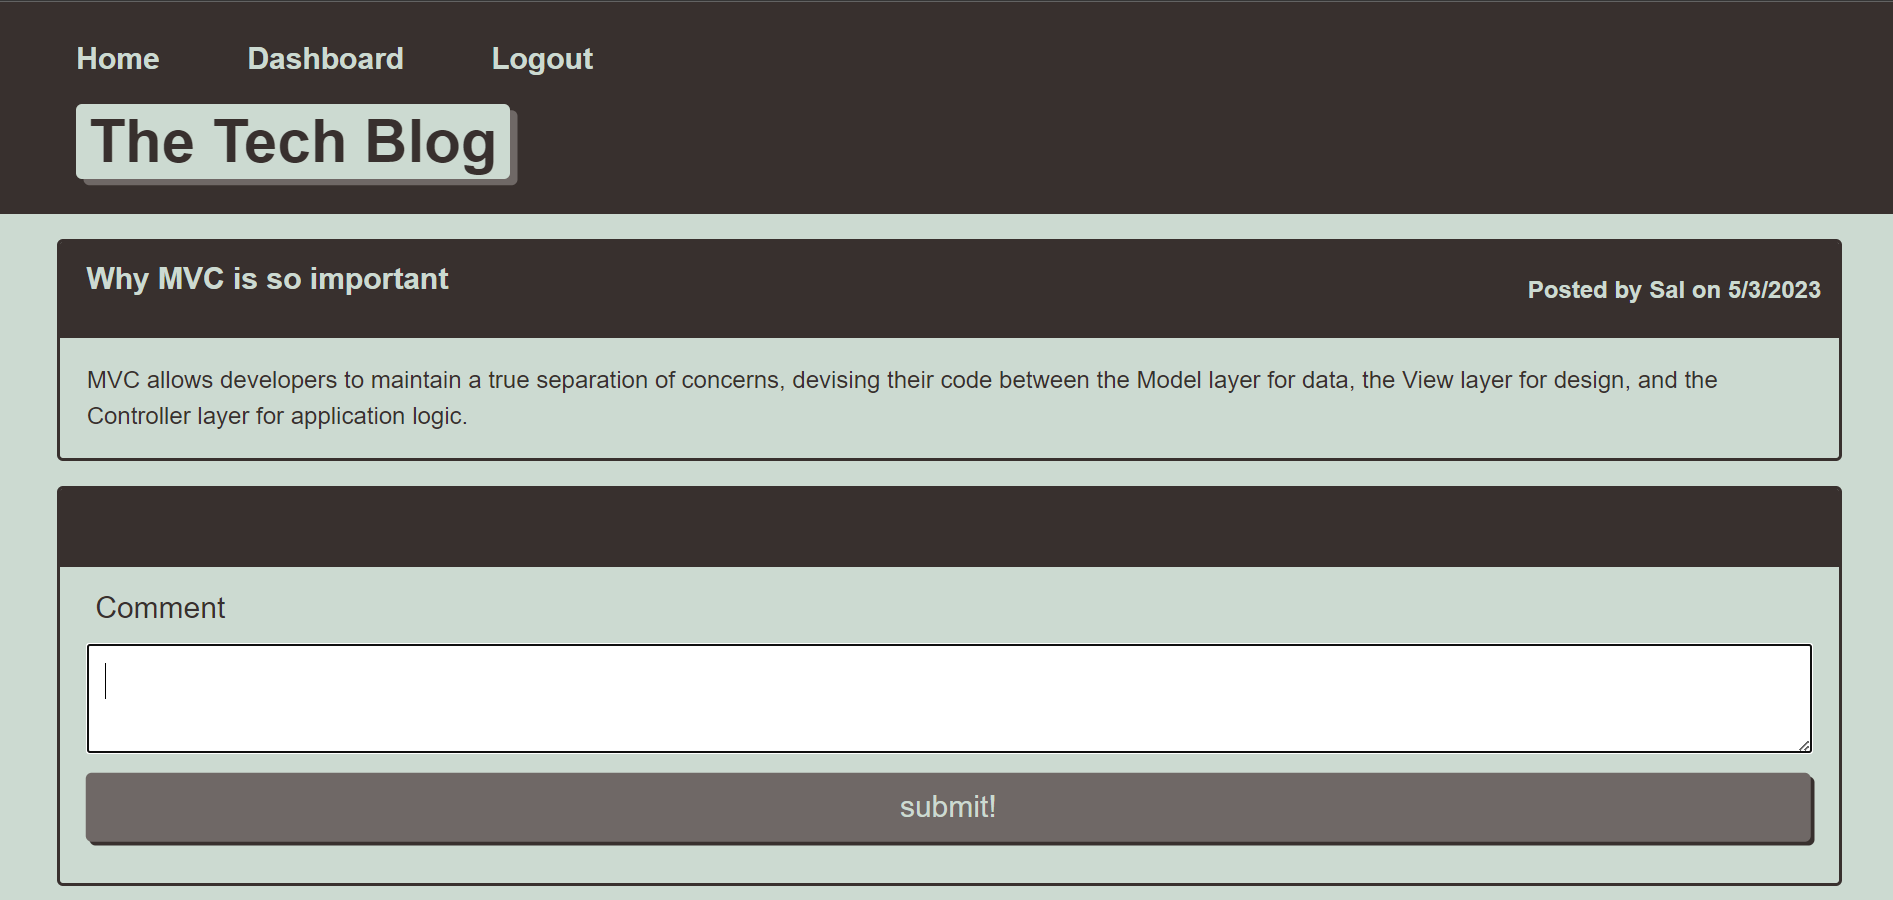 Home Dashboard Logout
The Tech Blog
Why MVC is so important
Posted by Sal on 5/3/2023
MVC allows developers to maintain a true separation of concerns, devising their code between the Model layer for data, the View layer for design, and the
Controller layer for application logic.
Comment
submit!